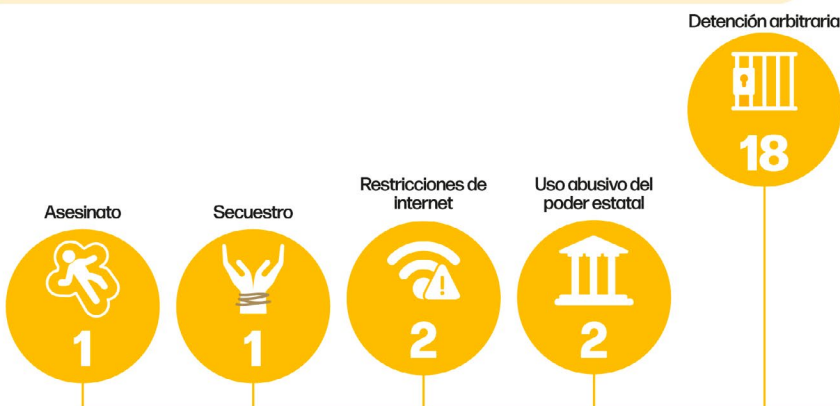 Detención arbitraria
18
Restricciones de
internet
2
Uso abusivo del
poder estatal
2
Asesinato
1
Secuestro
1